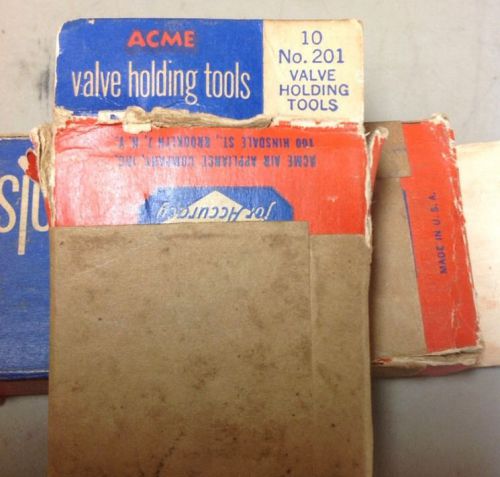 ACME
valve holding tools
10
No. 201
VALVE
HOLDING
TOOLS
ACME AIR APPLIANCE COMPANY, INC.
100 HINSDALE ST., BROOKLYN 7, N. Y.
for Accuracy
MADE IN U.S.A.